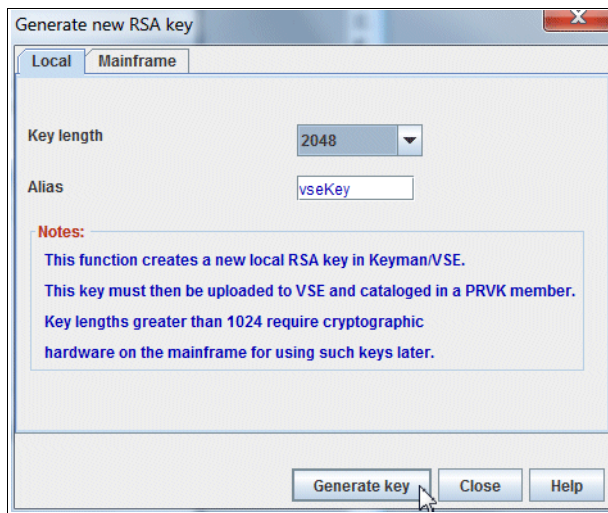 Generate new RSA key
Local Mainframe
Key length 2048
Alias vseKey
Notes:
This function creates a new local RSA key in Keyman/VSE.
This key must then be uploaded to VSE and cataloged in a PRVK member.
Key lengths greater than 1024 require cryptographic
hardware on the mainframe for using such keys later.
Generate key Close Help